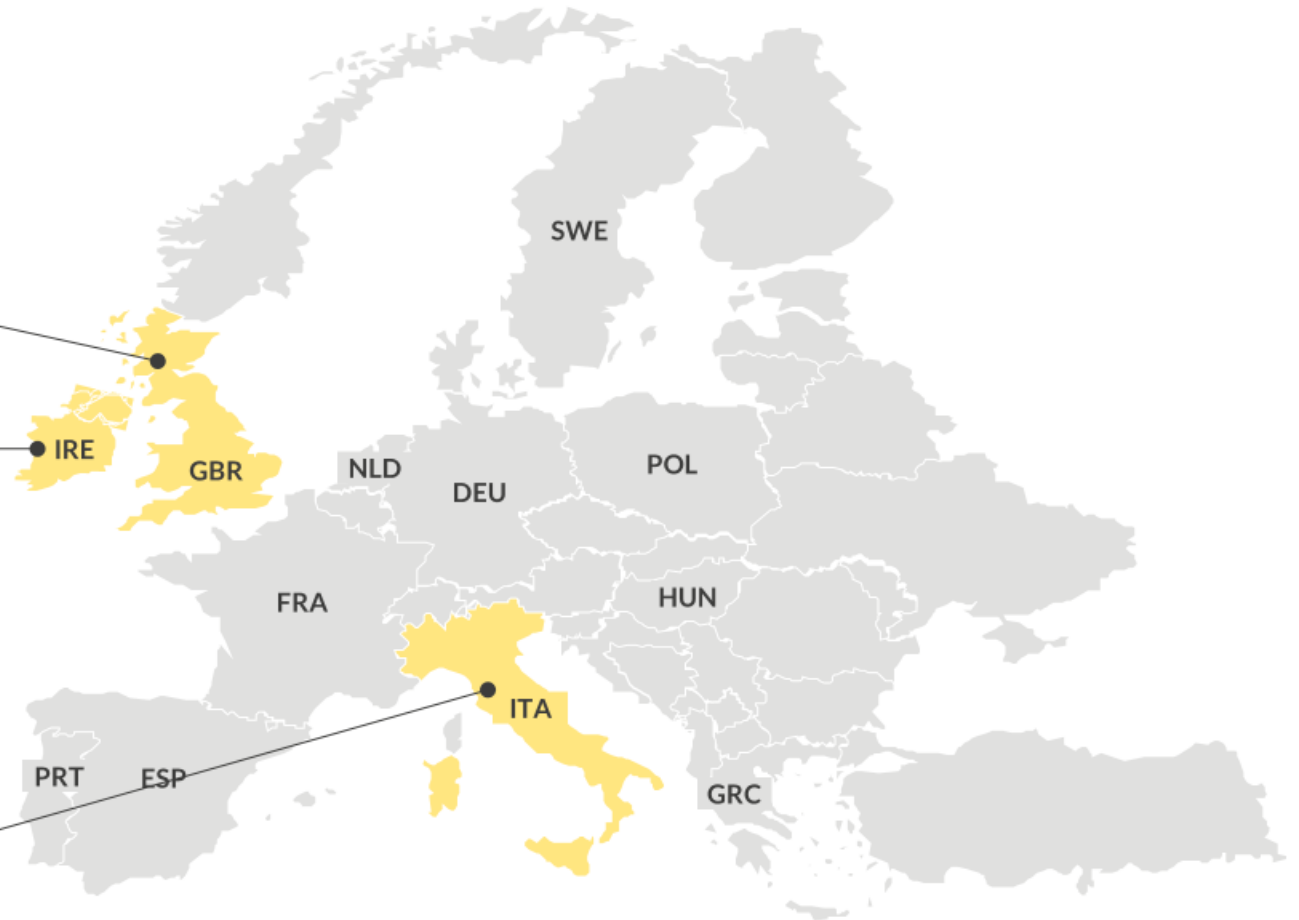 SWE
IRE
GBR
NLD
DEU
POL
FRA
HUN
ITA
PRT
ESP
GRC